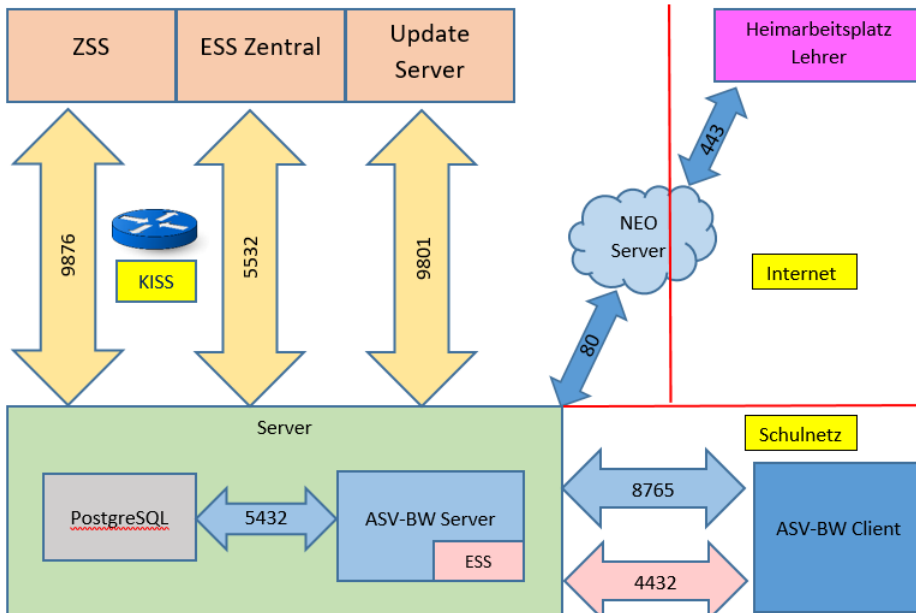 ZSS
ESS Zentral
Update
Server
Heimarbeitsplatz
Lehrer
443
NEO
Server
9876
KISS
5532
9801
Internet
80
Server
Schulnetz
PostgreSQL
5432
ASV-BW Server
ESS
8765
ASV-BW Client
4432